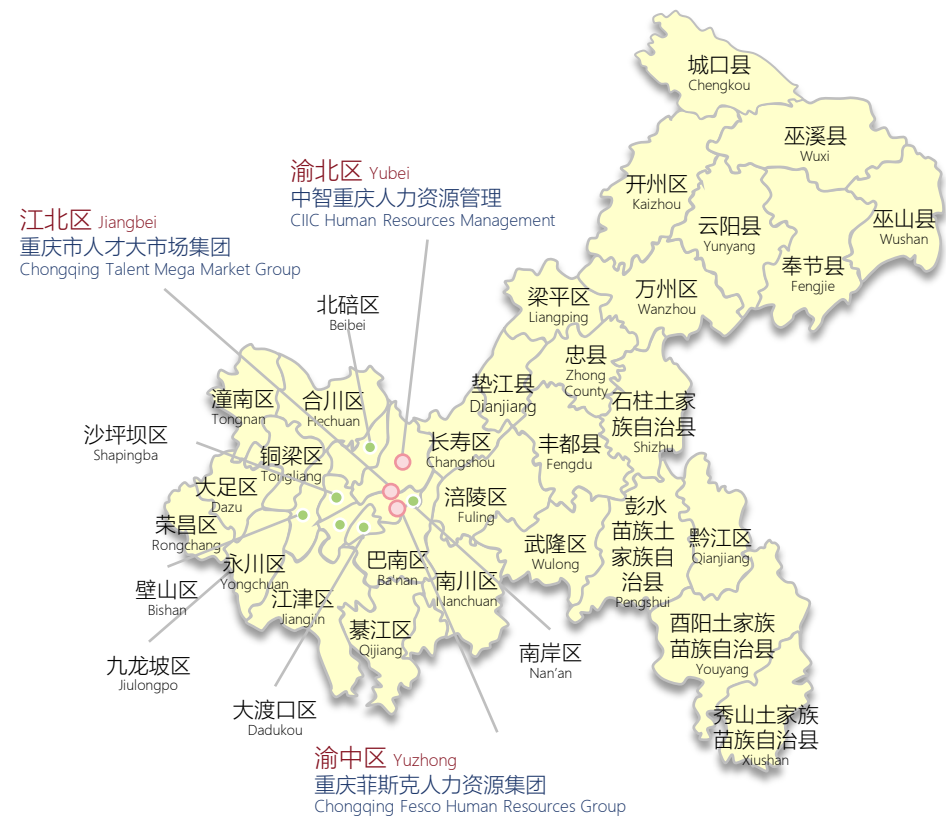 城口县
Chengkou
巫溪县
Wuxi
渝北区 Yubei
中智重庆人力资源管理
CIIC Human Resources Management
开州区
Kaizhou
江北区 Jiangbei
重庆市人才大市场集团
Chongqing Talent Mega Market Group
云阳县
Yunyang
巫山县
Wushan
奉节县
Fengjie
北碚区
Beibei
梁平区
Liangping
万州区
Wanzhou
忠县
Zhong
County
垫江县
Dianjiang
潼南区
Tongnan
合川区
Hechuan
石柱土家
族自治县
Shizhu
沙坪坝区
Shapingba
铜梁区
Tongliang
长寿区
Changshou
丰都县
Fengdu
大足区
Dazu
涪陵区
Fuling
彭水
苗族土
家族自
治县
Pengshui
荣昌区
Rongchang
武隆区
Wulong
黔江区
Qianjiang
永川区
Yongchuan
巴南区
Ba'nan
南川区
Nanchuan
璧山区
Bishan
江津区
Jiangjin
綦江区
Qijiang
酉阳土家族
苗族自治县
Youyang
九龙坡区
Jiulongpo
南岸区
Nan’an
大渡口区
Dadukou
秀山土家族
苗族自治县
Xiushan
渝中区 Yuzhong
重庆菲斯克人力资源集团
Chongqing Fesco Human Resources Group